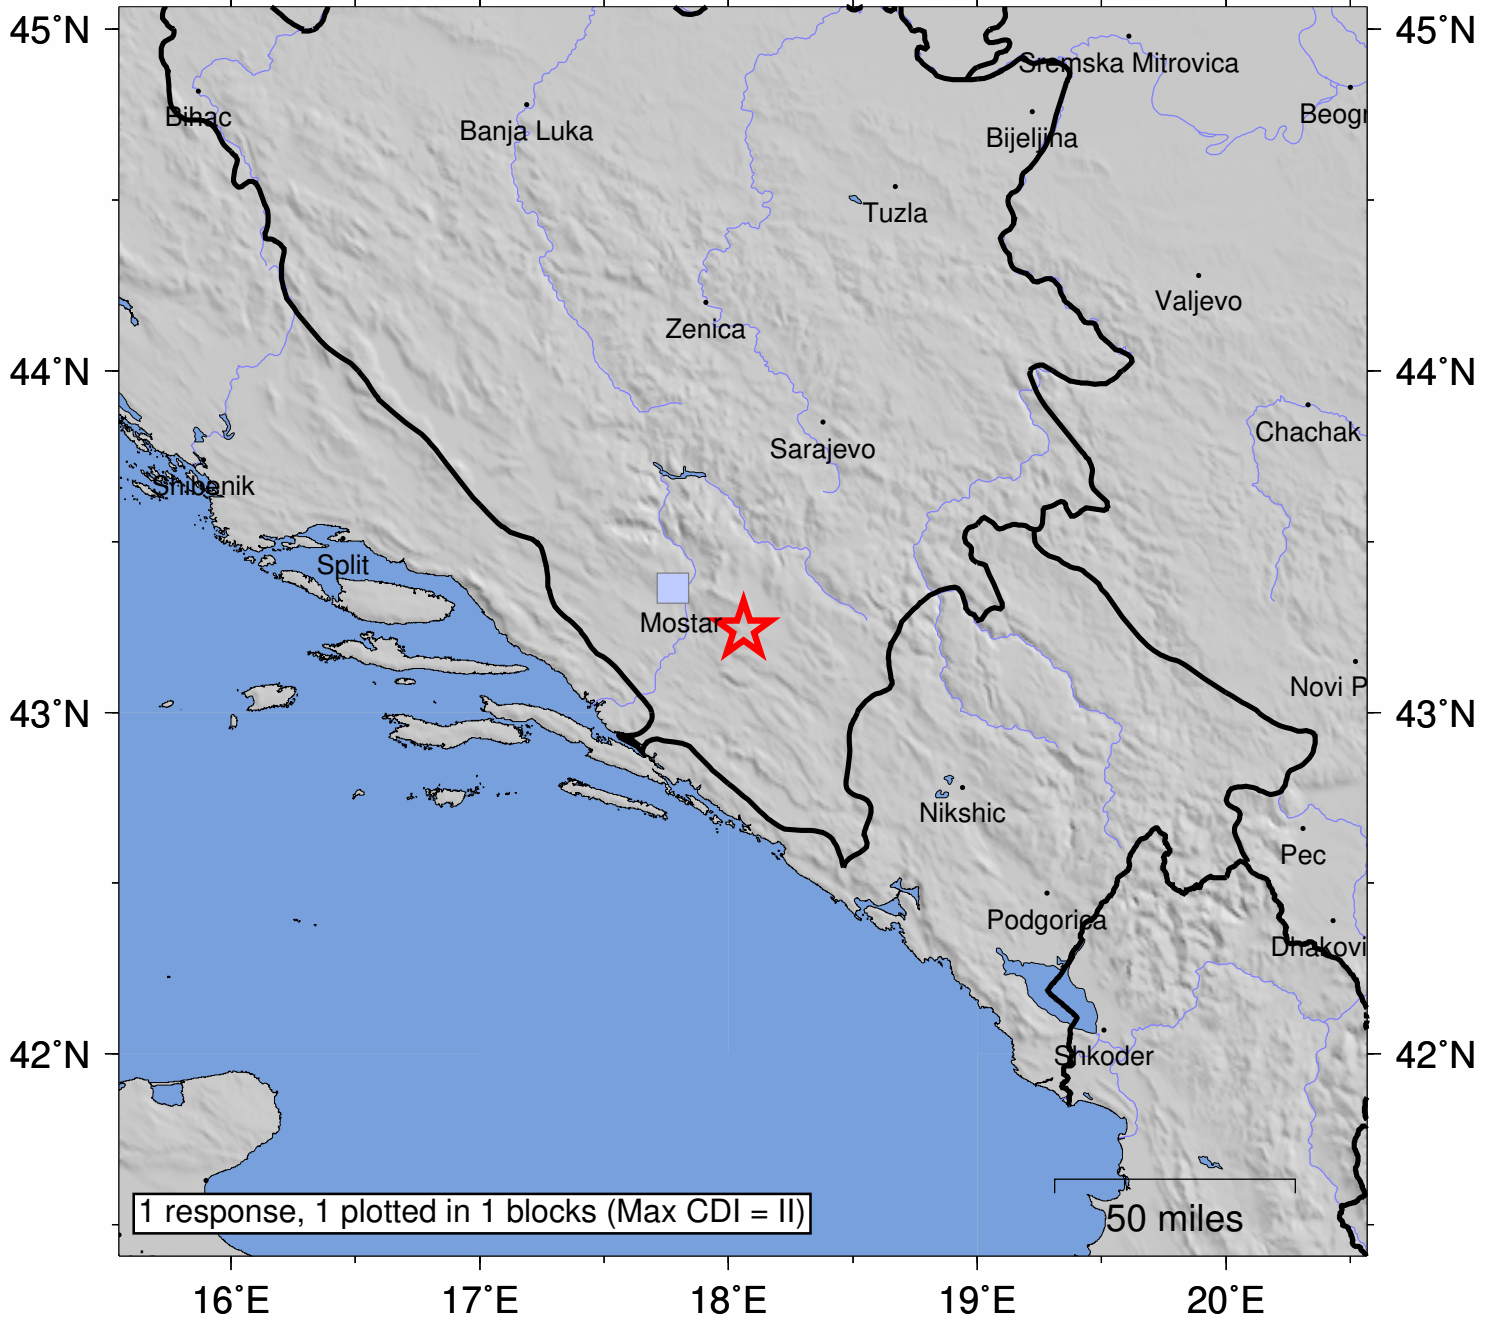 45°N
45°N
Sremska Mitrovica
Bihac
Beogr
Banja Luka
Bijeljina
Tuzla
Valjevo
Zenica
44°N
44°N
Chachak
Sarajevo
Shibenik
Split
Mostar
Novi P
43°N
43°N
Nikshic
Pec
Podgorica
Dhakovi
42°N
42°N
Shkoder
1 response, 1 plotted in 1 blocks (Max CDI = II)
50 miles
16°E
17°E
18°E
19°E
20°E